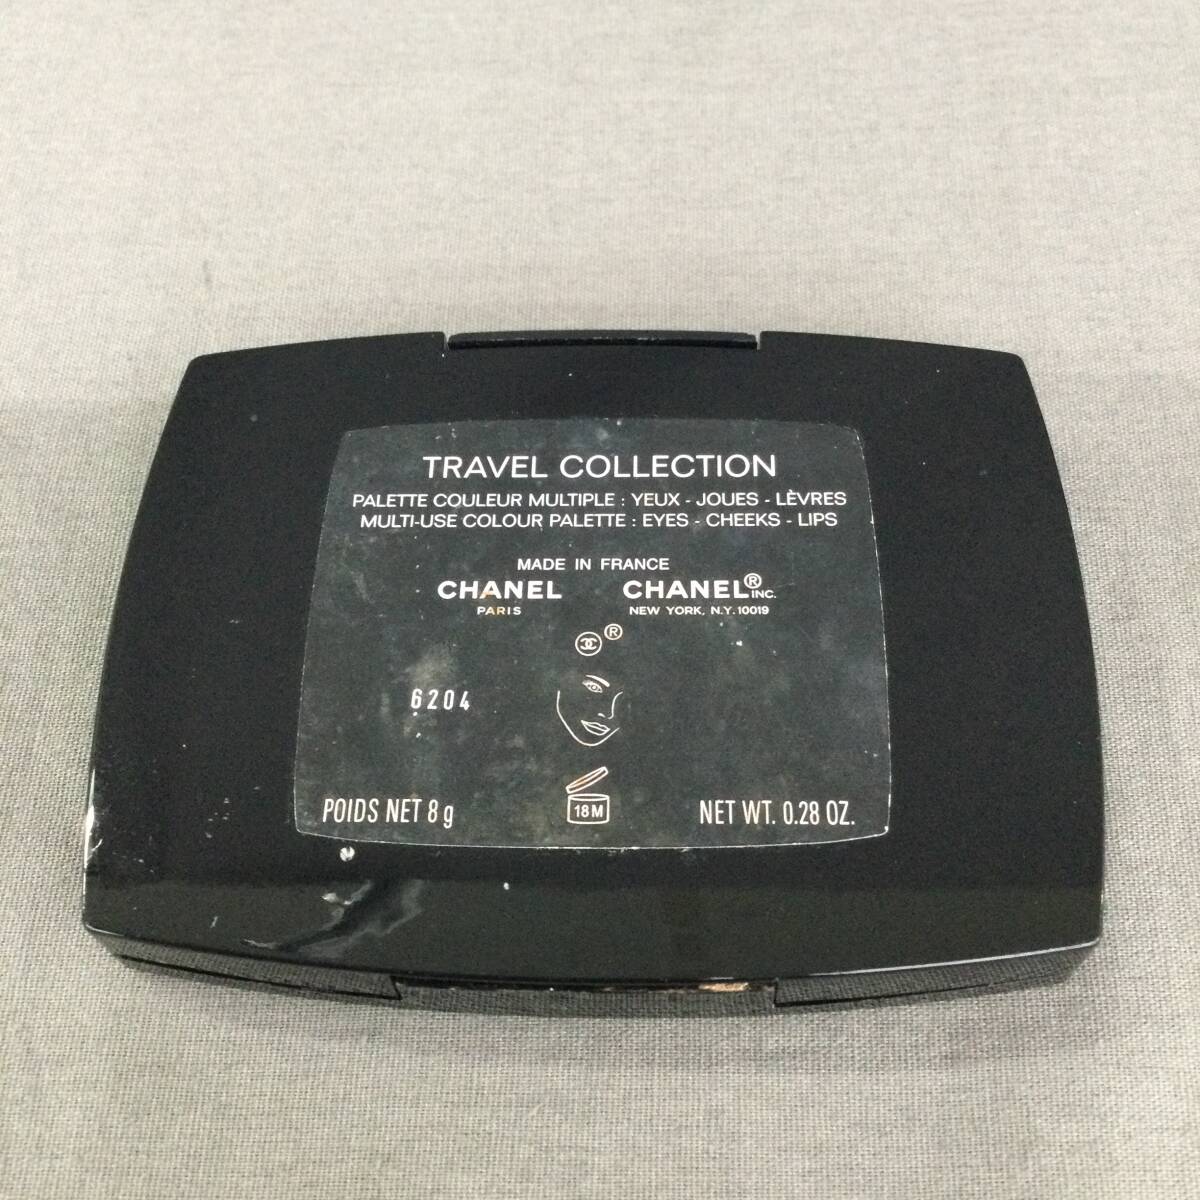 TRAVEL COLLECTION
PALETTE COULEUR MULTIPLE : YEUX - JOUES - LÈVRES
MULTI-USE COLOUR PALETTE : EYES - CHEEKS - LIPS
MADE IN FRANCE
CHANEL CHANEL® INC.
PARIS NEW YORK, N.Y. 10019
®
6204
18M
POIDS NET 8 g NET WT. 0.28 OZ.